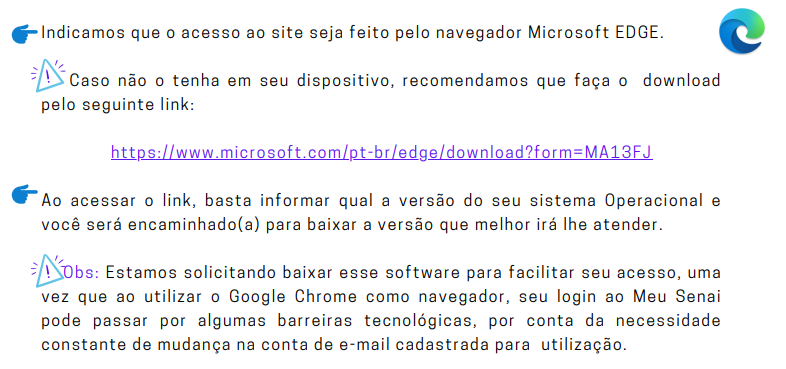 Indicamos que o acesso ao site seja feito pelo navegador Microsoft EDGE.
! Caso não o tenha em seu dispositivo, recomendamos que faça o download
pelo seguinte link:
https://www.microsoft.com/pt-br/edge/download?form=MA13FJ
Ao acessar o link, basta informar qual a versão do seu sistema Operacional e
você será encaminhado(a) para baixar a versão que melhor irá lhe atender.
! Obs: Estamos solicitando baixar esse software para facilitar seu acesso, uma
vez que ao utilizar o Google Chrome como navegador, seu login ao Meu Senai
pode passar por algumas barreiras tecnológicas, por conta da necessidade
constante de mudança na conta de e-mail cadastrada para utilização.